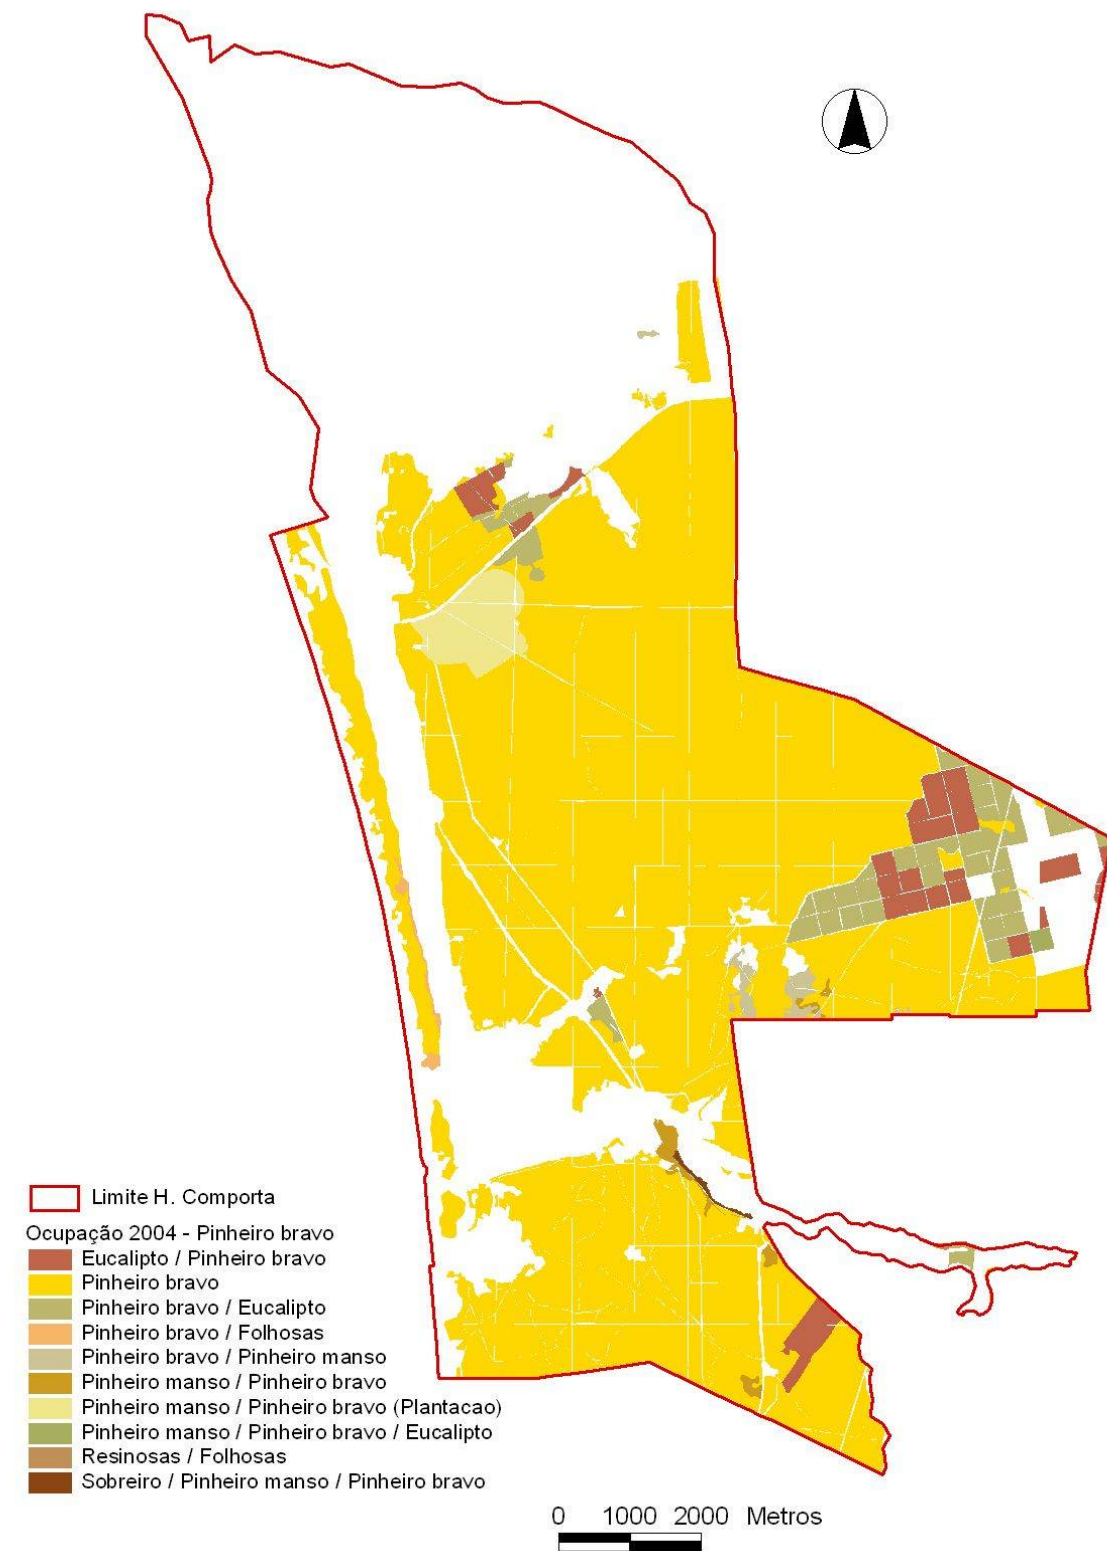 Limite H. Comporta
Ocupação 2004 - Pinheiro bravo
Eucalipto / Pinheiro bravo
Pinheiro bravo
Pinheiro bravo / Eucalipto
Pinheiro bravo / Folhosas
Pinheiro bravo / Pinheiro manso
Pinheiro manso / Pinheiro bravo
Pinheiro manso / Pinheiro bravo (Plantacao)
Pinheiro manso / Pinheiro bravo / Eucalipto
Resinosas / Folhosas
Sobreiro / Pinheiro manso / Pinheiro bravo
0 1000 2000 Metros